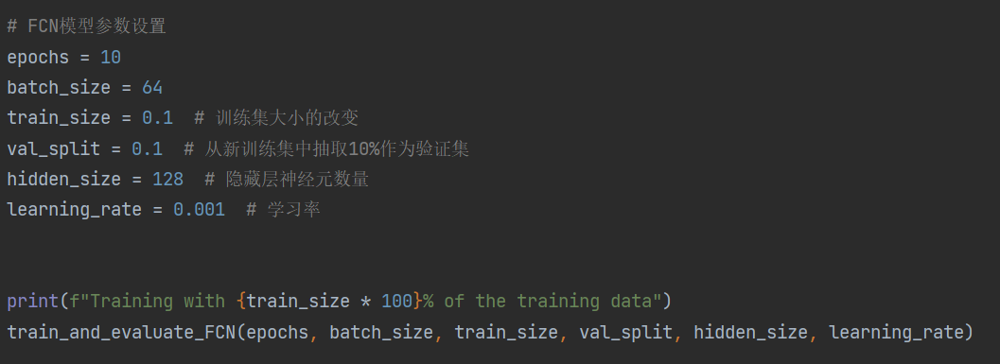 # FCN模型参数设置
epochs = 10
batch_size = 64
train_size = 0.1  # 训练集大小的改变
val_split = 0.1  # 从新训练集中抽取10%作为验证集
hidden_size = 128  # 隐藏层神经元数量
learning_rate = 0.001  # 学习率
print(f"Training with {train_size * 100}% of the training data")
train_and_evaluate_FCN(epochs, batch_size, train_size, val_split, hidden_size, learning_rate)